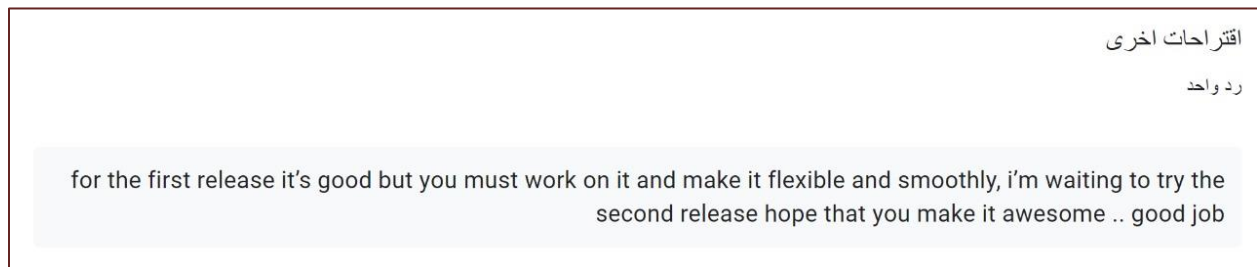 اقتراحات اخرى
رد واحد
for the first release it’s good but you must work on it and make it flexible and smoothly, i’m waiting to try the
second release hope that you make it awesome .. good job